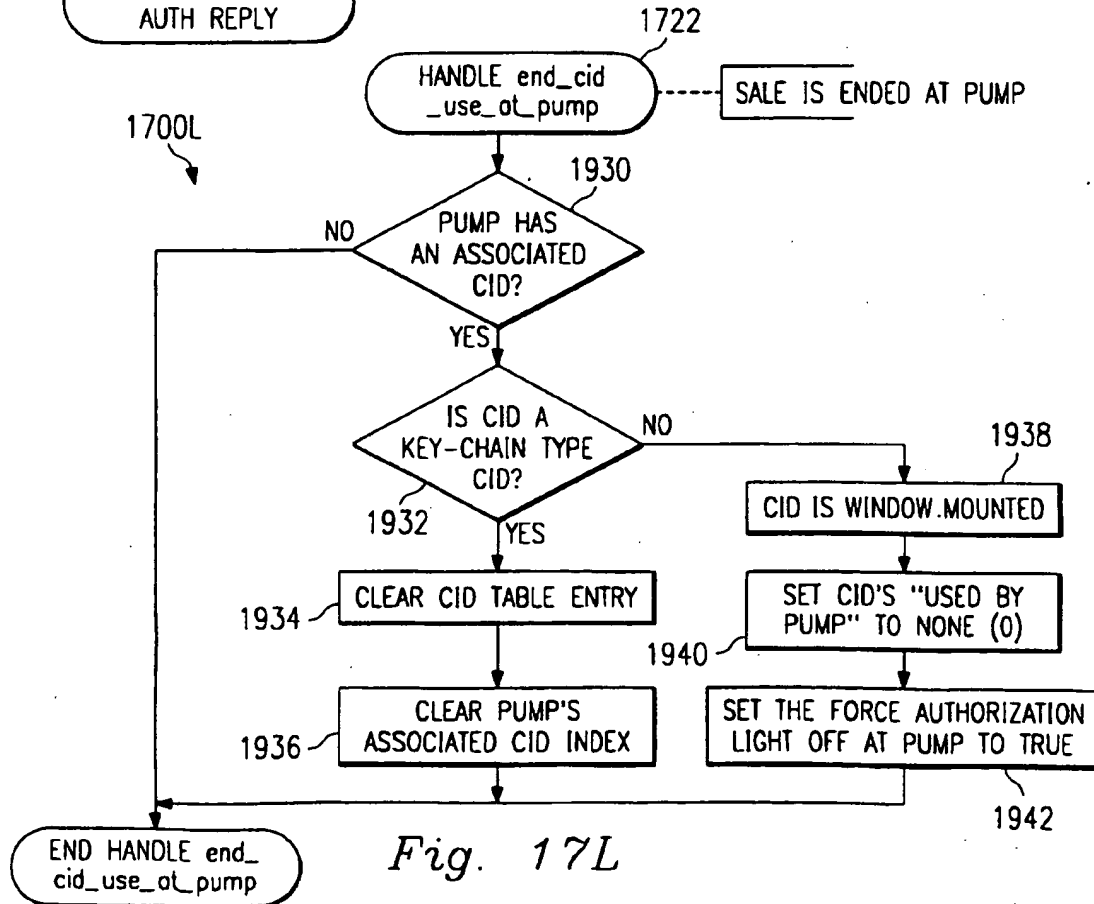 AUTH REPLY
1722
HANDLE end_cid
_use_at_pump
SALE IS ENDED AT PUMP
1700L
1930
NO
PUMP HAS
AN ASSOCIATED
CID?
YES
IS CID A
KEY-CHAIN TYPE
CID?
NO
1932
YES
1938
CID IS WINDOW.MOUNTED
1934
CLEAR CID TABLE ENTRY
SET CID'S "USED BY
PUMP" TO NONE (0)
1940
1936
CLEAR PUMP'S
ASSOCIATED CID INDEX
SET THE FORCE AUTHORIZATION
LIGHT OFF AT PUMP TO TRUE
1942
END HANDLE end_
cid_use_at_pump
Fig. 17L